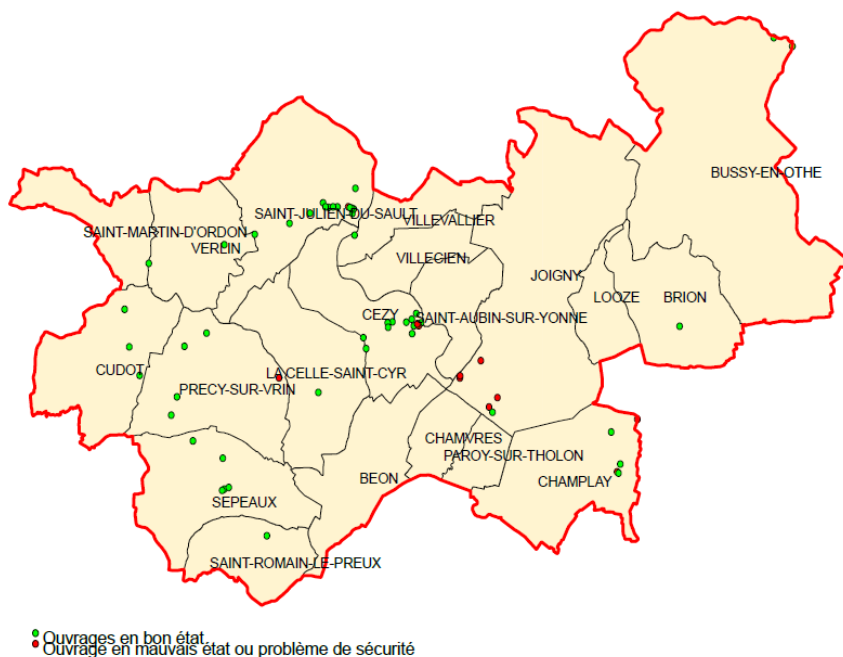 BUSSY-EN-OTHE
SAINT-JULIEN-DU-SAULT
VILLEVALLIER
SAINT-MARTIN-D'ORDON
VERLIN
VILLECIEN
JOIGNY
LOOZE
BRION
CEZY
SAINT-AUBIN-SUR-YONNE
CUDOT
LA CELLE-SAINT-CYR
PRECY-SUR-VRIN
CHAMVRES
PAROY-SUR-THOLON
BEON
CHAMPLAY
SEPEAUX
SAINT-ROMAIN-LE-PREUX
Ouvrages en bon état
Ouvrage en mauvais état ou problème de sécurité